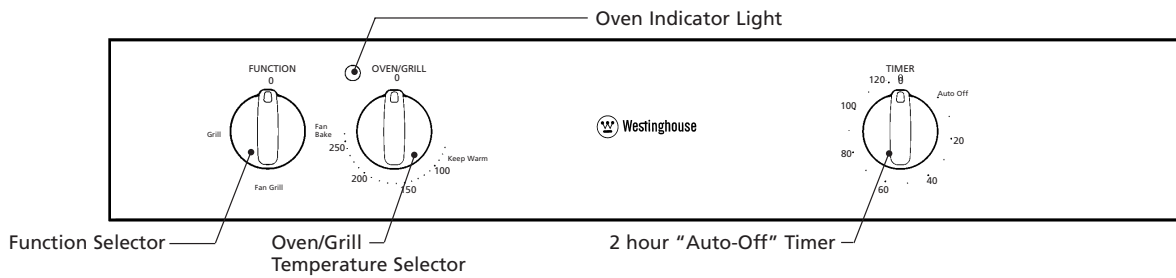 Oven Indicator Light
FUNCTION
0
Grill
Fan
Bake
Fan Grill
OVEN/GRILL
0
Keep Warm
100
150
200
250
W Westinghouse
TIMER
0
Auto Off
20
40
60
80
100
120
Function Selector
Oven/Grill
Temperature Selector
2 hour “Auto-Off” Timer